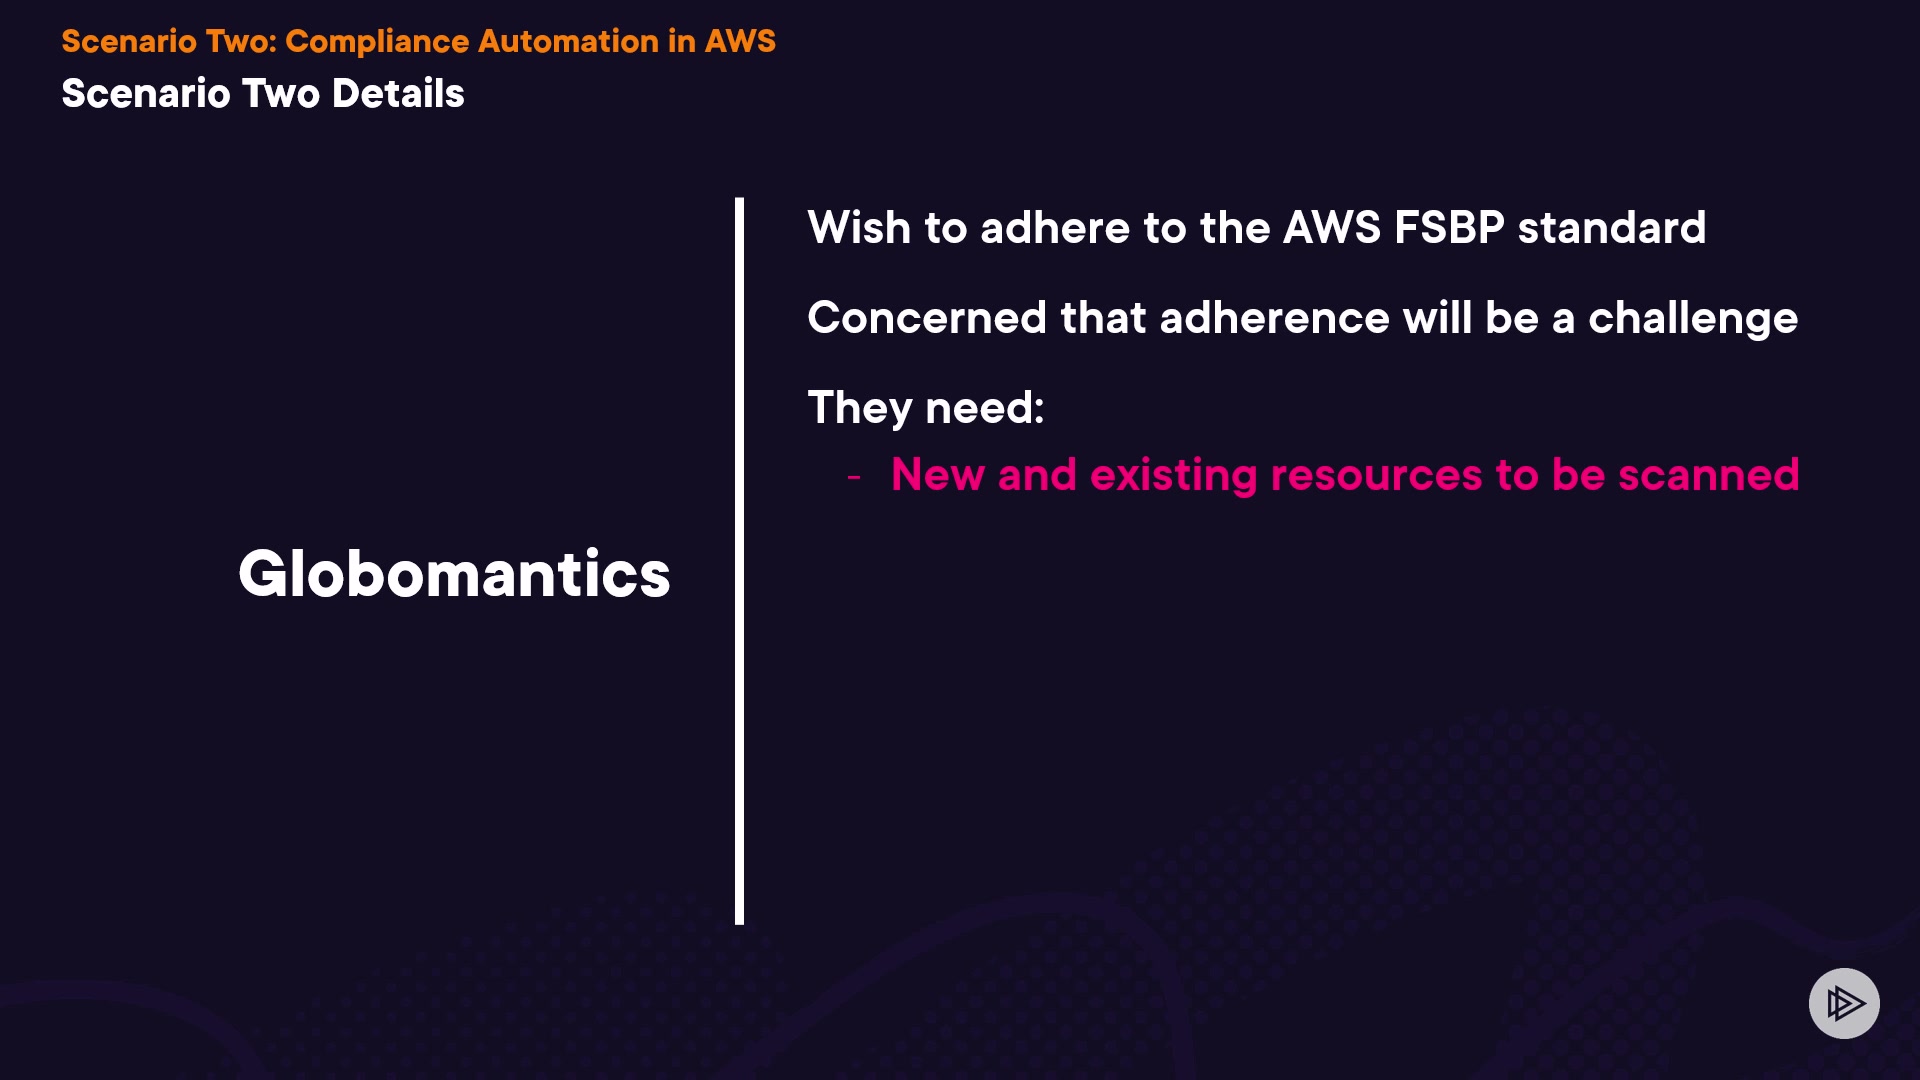 Scenario Two: Compliance Automation in AWS
Scenario Two Details
Globomantics
Wish to adhere to the AWS FSBP standard
Concerned that adherence will be a challenge
They need:
- New and existing resources to be scanned